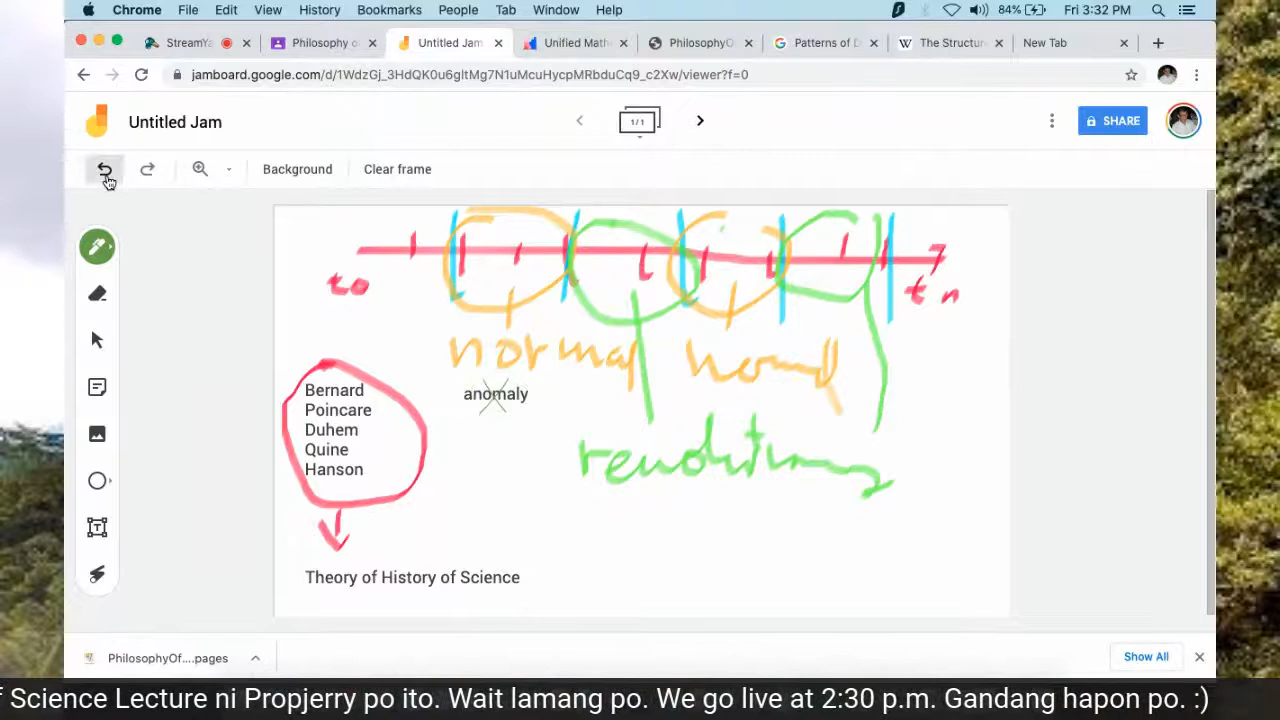 Chrome File Edit View History Bookmarks People Tab Window Help 84% Fri 3:32 PM
StreamYa Philosophy o Untitled Jam Unified Math PhilosophyO Patterns of D The Structur New Tab
jamboard.google.com/d/1WdzGj_3HdQK0u6gltMg7N1uMcuHycpMRbduCq9_c2Xw/viewer?f=0
Untitled Jam
1/1
SHARE
Background Clear frame
to
tn
normal
anomaly
Bernard
Poincare
Duhem
Quine
Hanson
Theory of History of Science
PhilosophyOf....pages
Show All
Science Lecture ni Propjerry po ito. Wait lamang po. We go live at 2:30 p.m. Gandang hapon po. :)